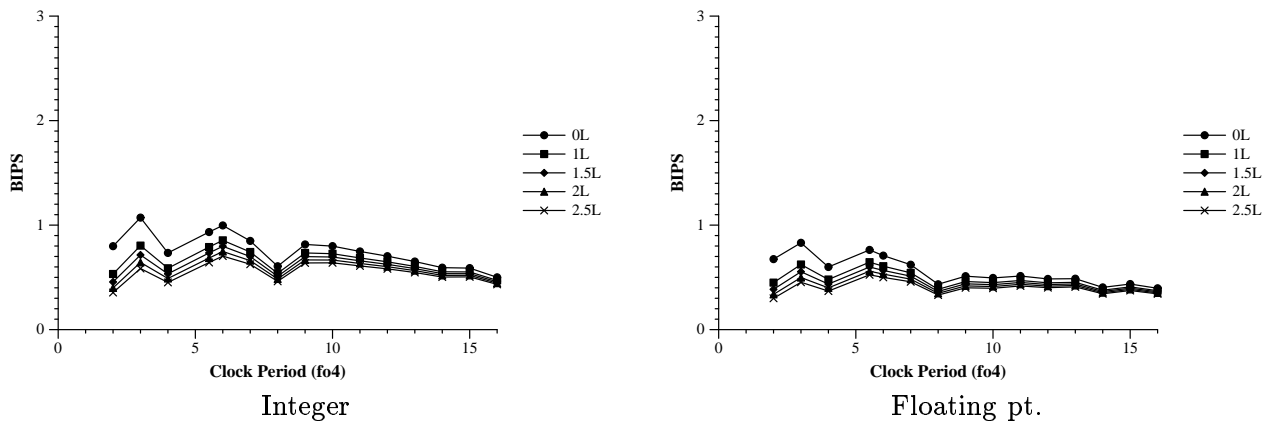 3
2
1
0
BIPS
0
5
10
15
Clock Period (fo4)
0L
1L
1.5L
2L
2.5L
Integer
3
2
1
0
BIPS
0
5
10
15
Clock Period (fo4)
0L
1L
1.5L
2L
2.5L
Floating pt.